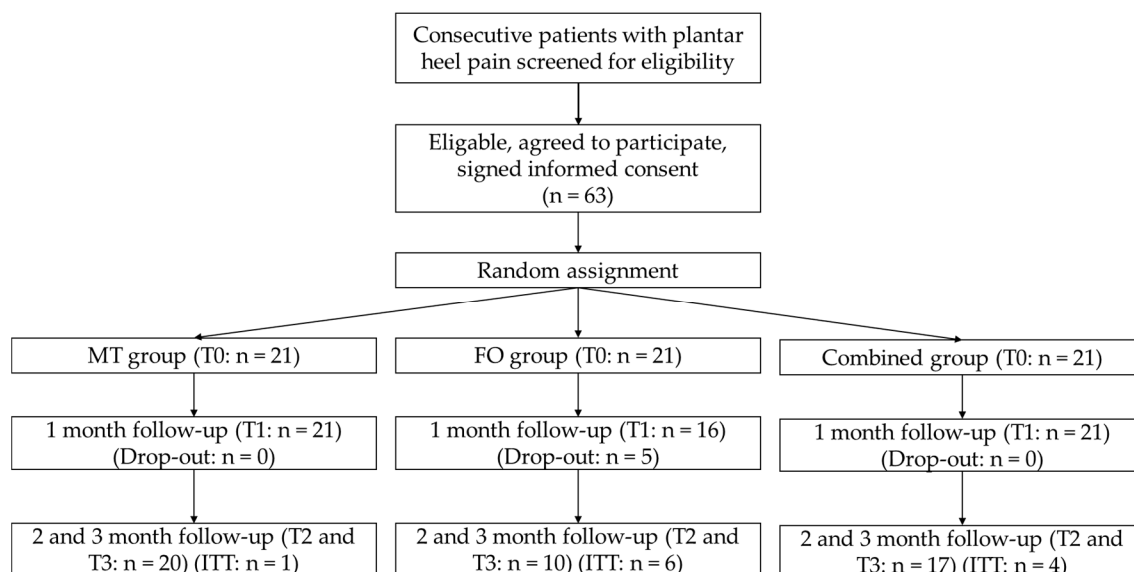 Consecutive patients with plantar
heel pain screened for eligibility
Eligable, agreed to participate,
signed informed consent
(n = 63)
Random assignment
MT group (T0: n = 21)
FO group (T0: n = 21)
Combined group (T0: n = 21)
1 month follow-up (T1: n = 21)
(Drop-out: n = 0)
1 month follow-up (T1: n = 16)
(Drop-out: n = 5)
1 month follow-up (T1: n = 21)
(Drop-out: n = 0)
2 and 3 month follow-up (T2 and
T3: n = 20) (ITT: n = 1)
2 and 3 month follow-up (T2 and
T3: n = 10) (ITT: n = 6)
2 and 3 month follow-up (T2 and
T3: n = 17) (ITT: n = 4)